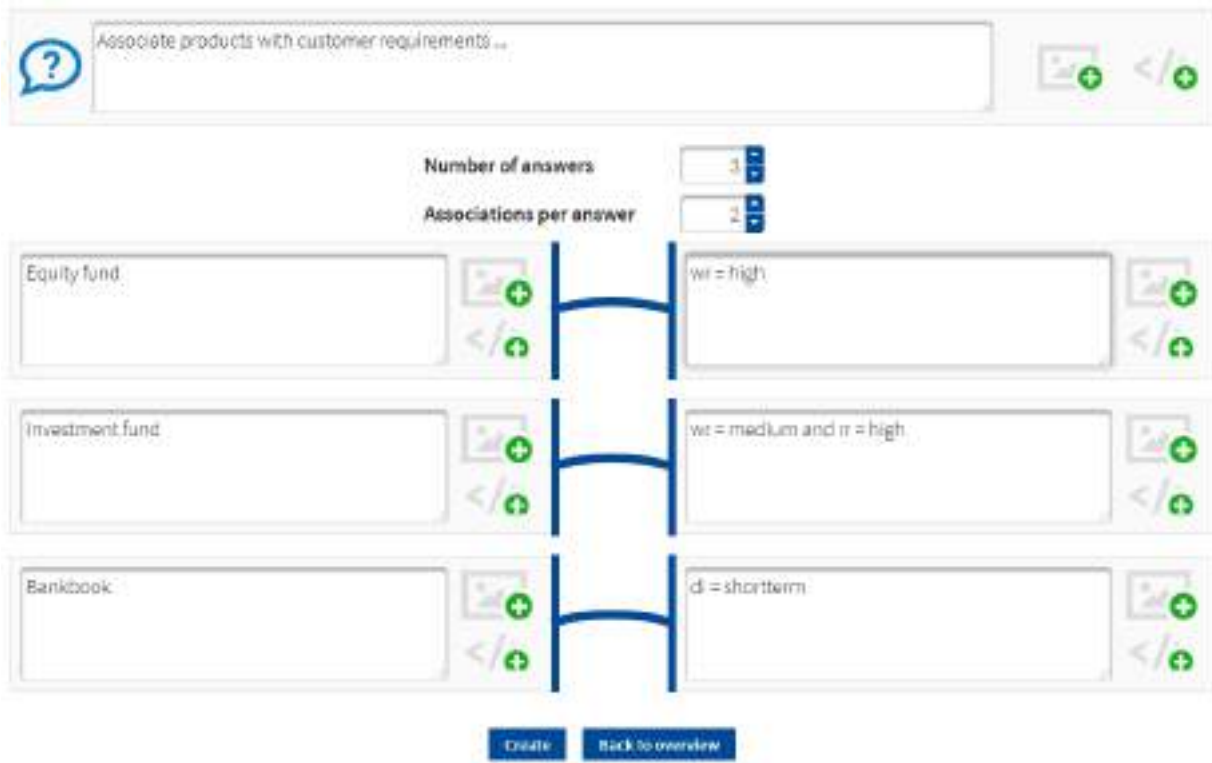 Associate products with customer requirements ...
Number of answers 3
Associations per answer 2
Equity fund
wr = high
Investment fund
wr = medium and rr = high
Bankbook
di = shortterm
Create
Back to overview